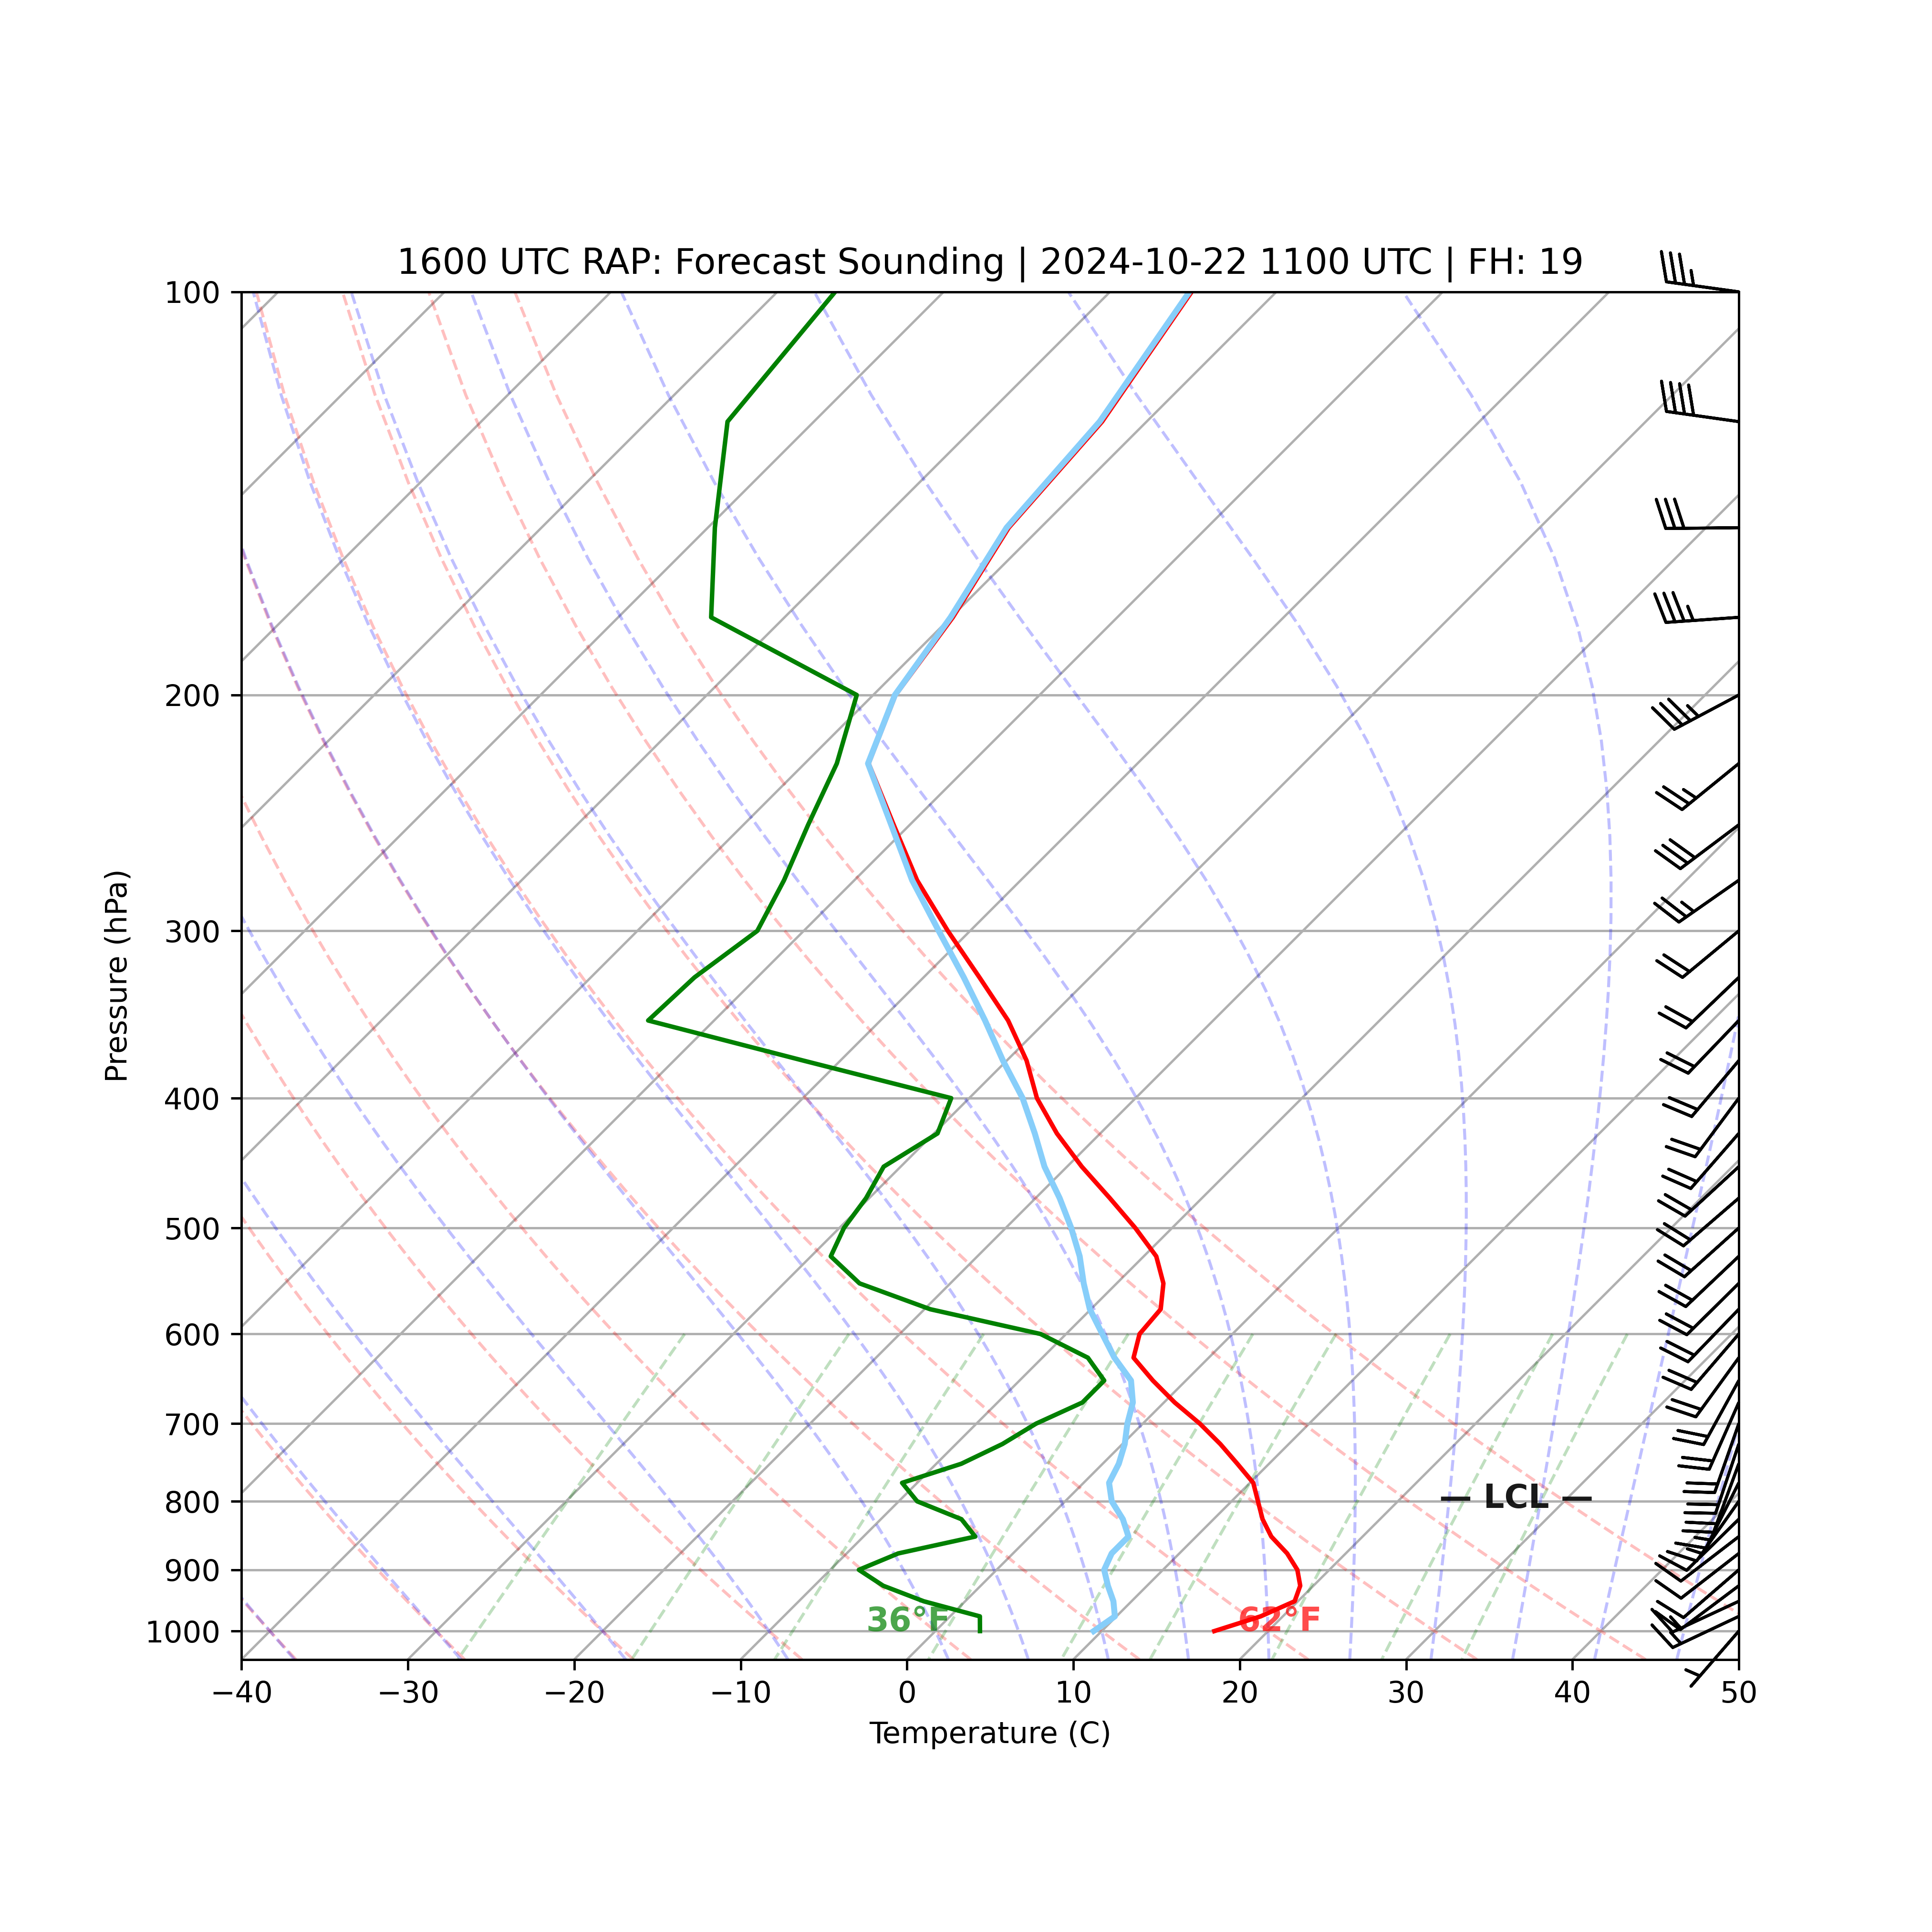 1600 UTC RAP: Forecast Sounding | 2024-10-22 1100 UTC | FH: 19
100
200
300
400
500
600
700
800
900
1000
Pressure (hPa)
— LCL —
36°F
62°F
−40 −30 −20 −10 0 10 20 30 40 50
Temperature (C)